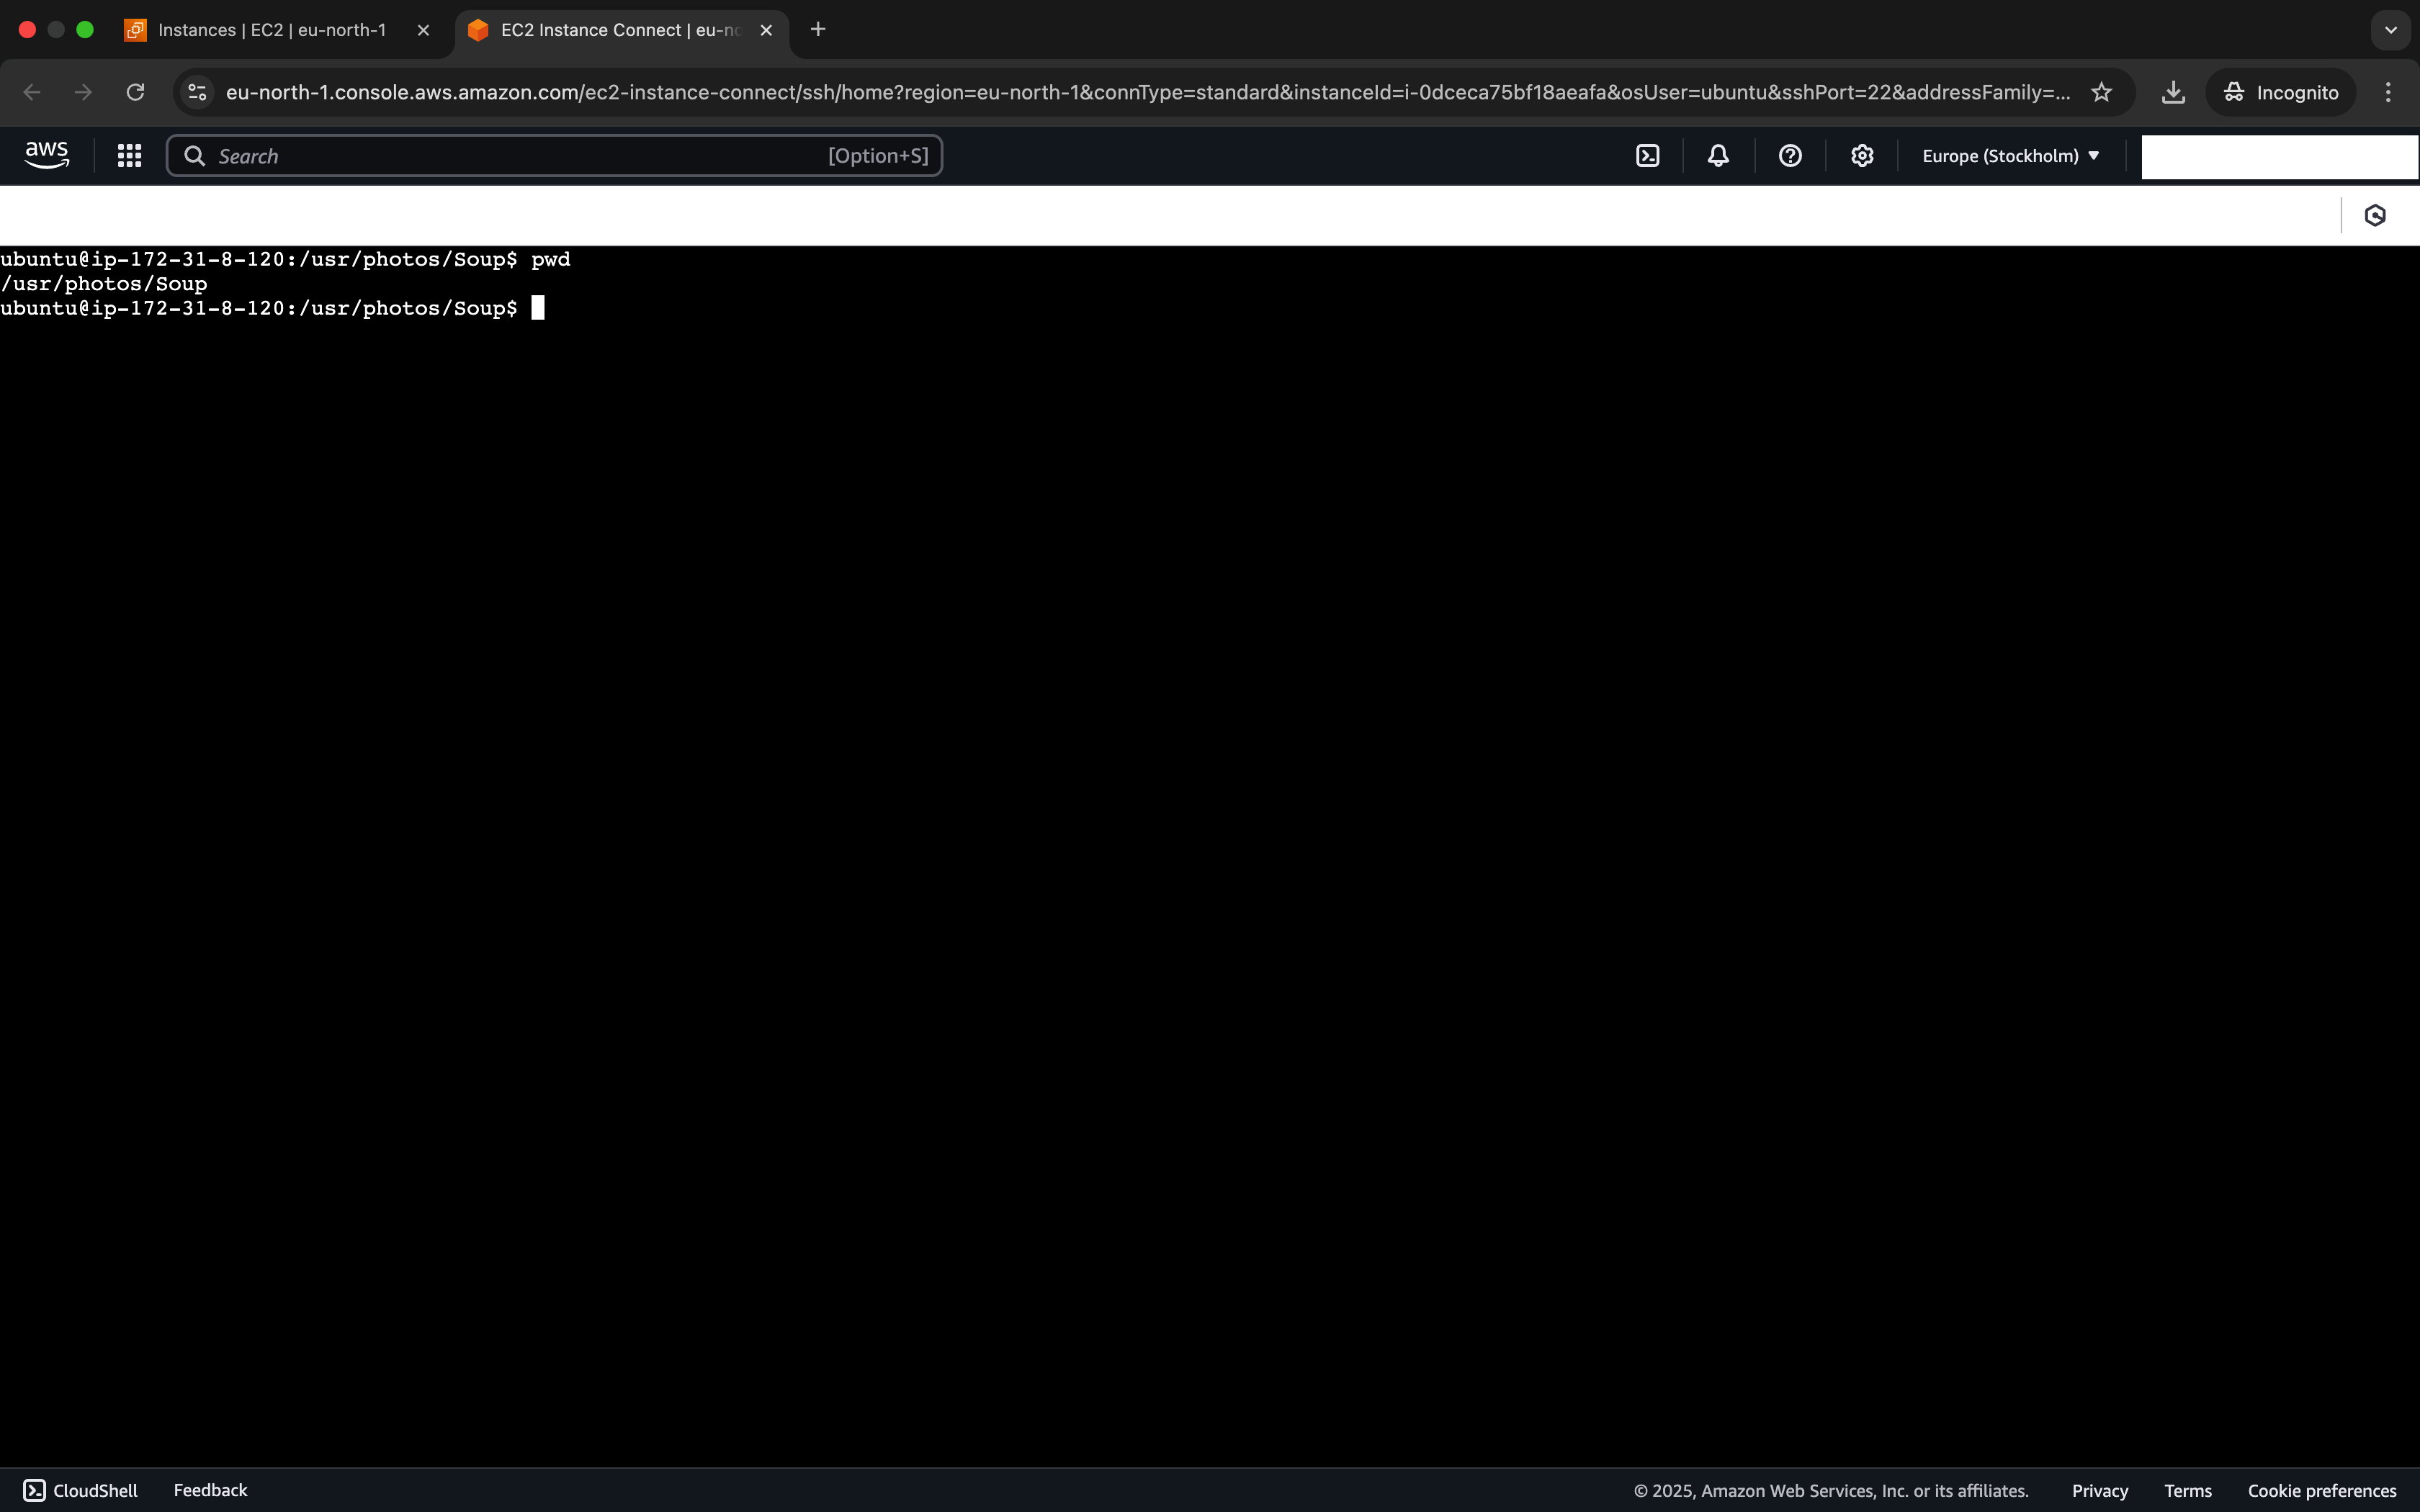 Instances | EC2 | eu-north-1
EC2 Instance Connect | eu-no
eu-north-1.console.aws.amazon.com/ec2-instance-connect/ssh/home?region=eu-north-1&connType=standard&instanceId=i-0dceca75bf18aeafa&osUser=ubuntu&sshPort=22&addressFamily=...
Incognito
aws
Search
[Option+S]
Europe (Stockholm)
ubuntu@ip-172-31-8-120:/usr/photos/Soup$ pwd
/usr/photos/Soup
ubuntu@ip-172-31-8-120:/usr/photos/Soup$
CloudShell
Feedback
© 2025, Amazon Web Services, Inc. or its affiliates.
Privacy
Terms
Cookie preferences